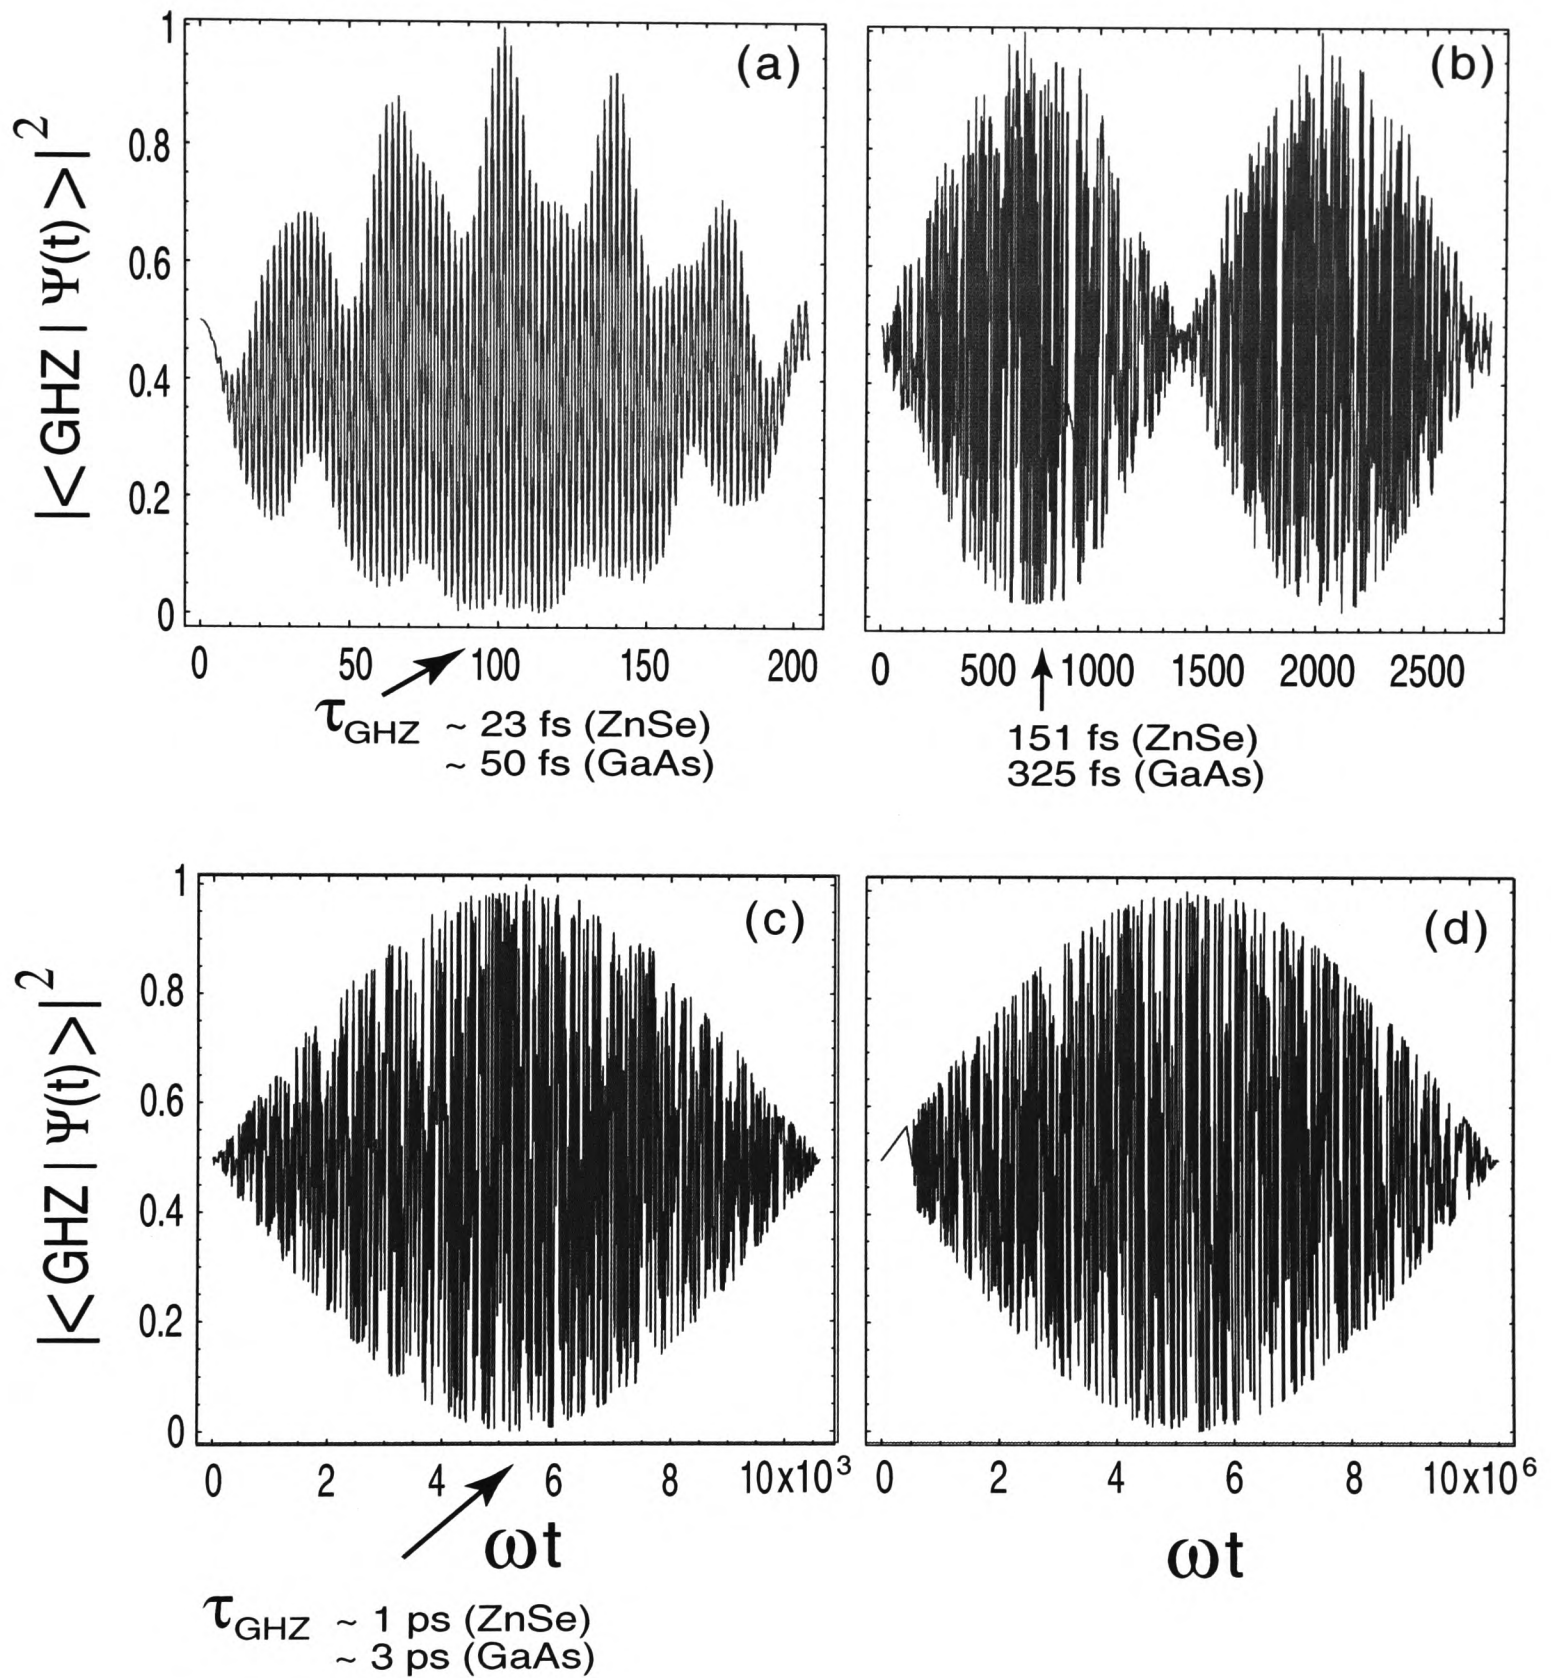 (a)
|<GHZ | Ψ(t) >|²
1
0.8
0.6
0.4
0.2
0
0 50 100 150 200
τGHZ ~ 23 fs (ZnSe)
~ 50 fs (GaAs)
(b)
0 500 1000 1500 2000 2500
151 fs (ZnSe)
325 fs (GaAs)
(c)
|<GHZ | Ψ(t) >|²
1
0.8
0.6
0.4
0.2
0
0 2 4 6 8 10x10³
ωt
τGHZ ~ 1 ps (ZnSe)
~ 3 ps (GaAs)
(d)
0 2 4 6 8 10x10⁶
ωt